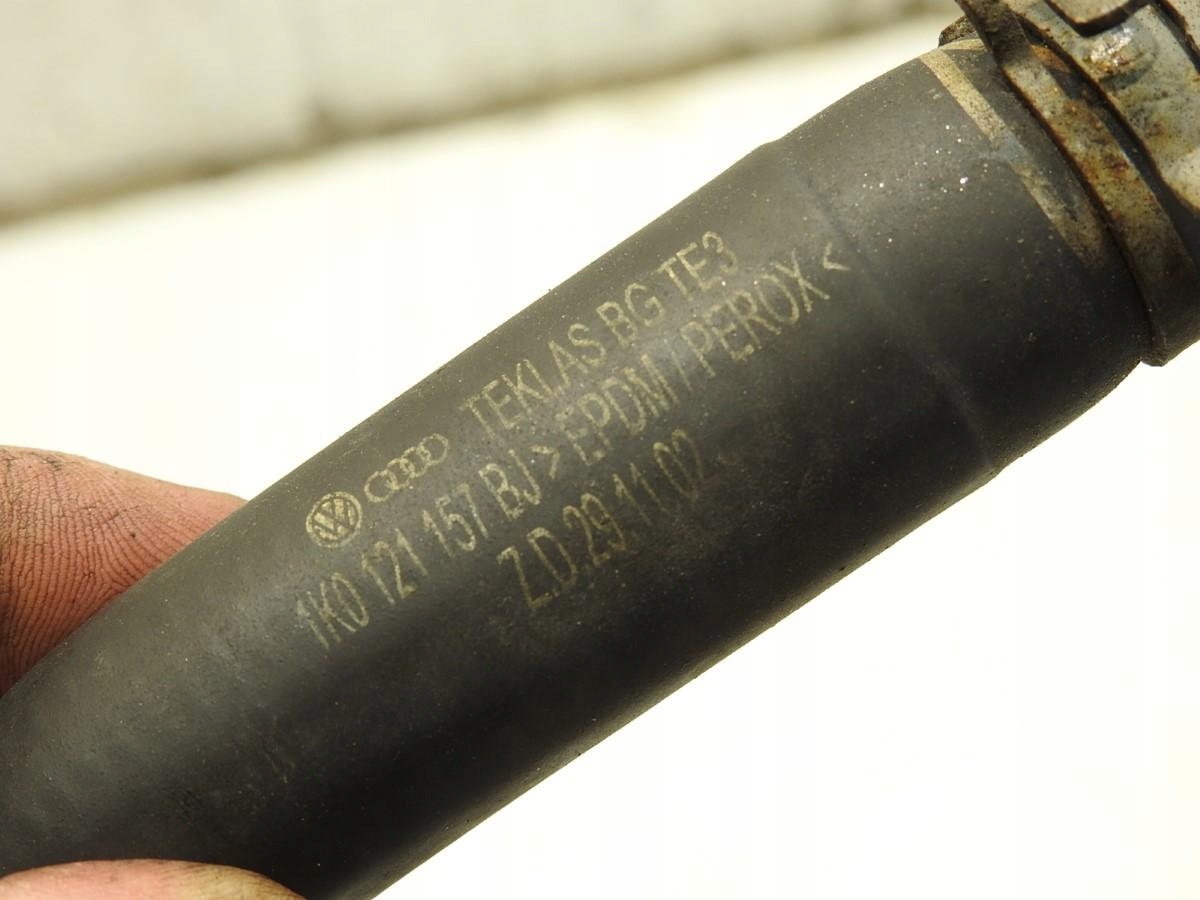 TEKLAS BG TE3
1K0 121 157 BJ >EPDM / PEROX<
Z.D.29.11.02